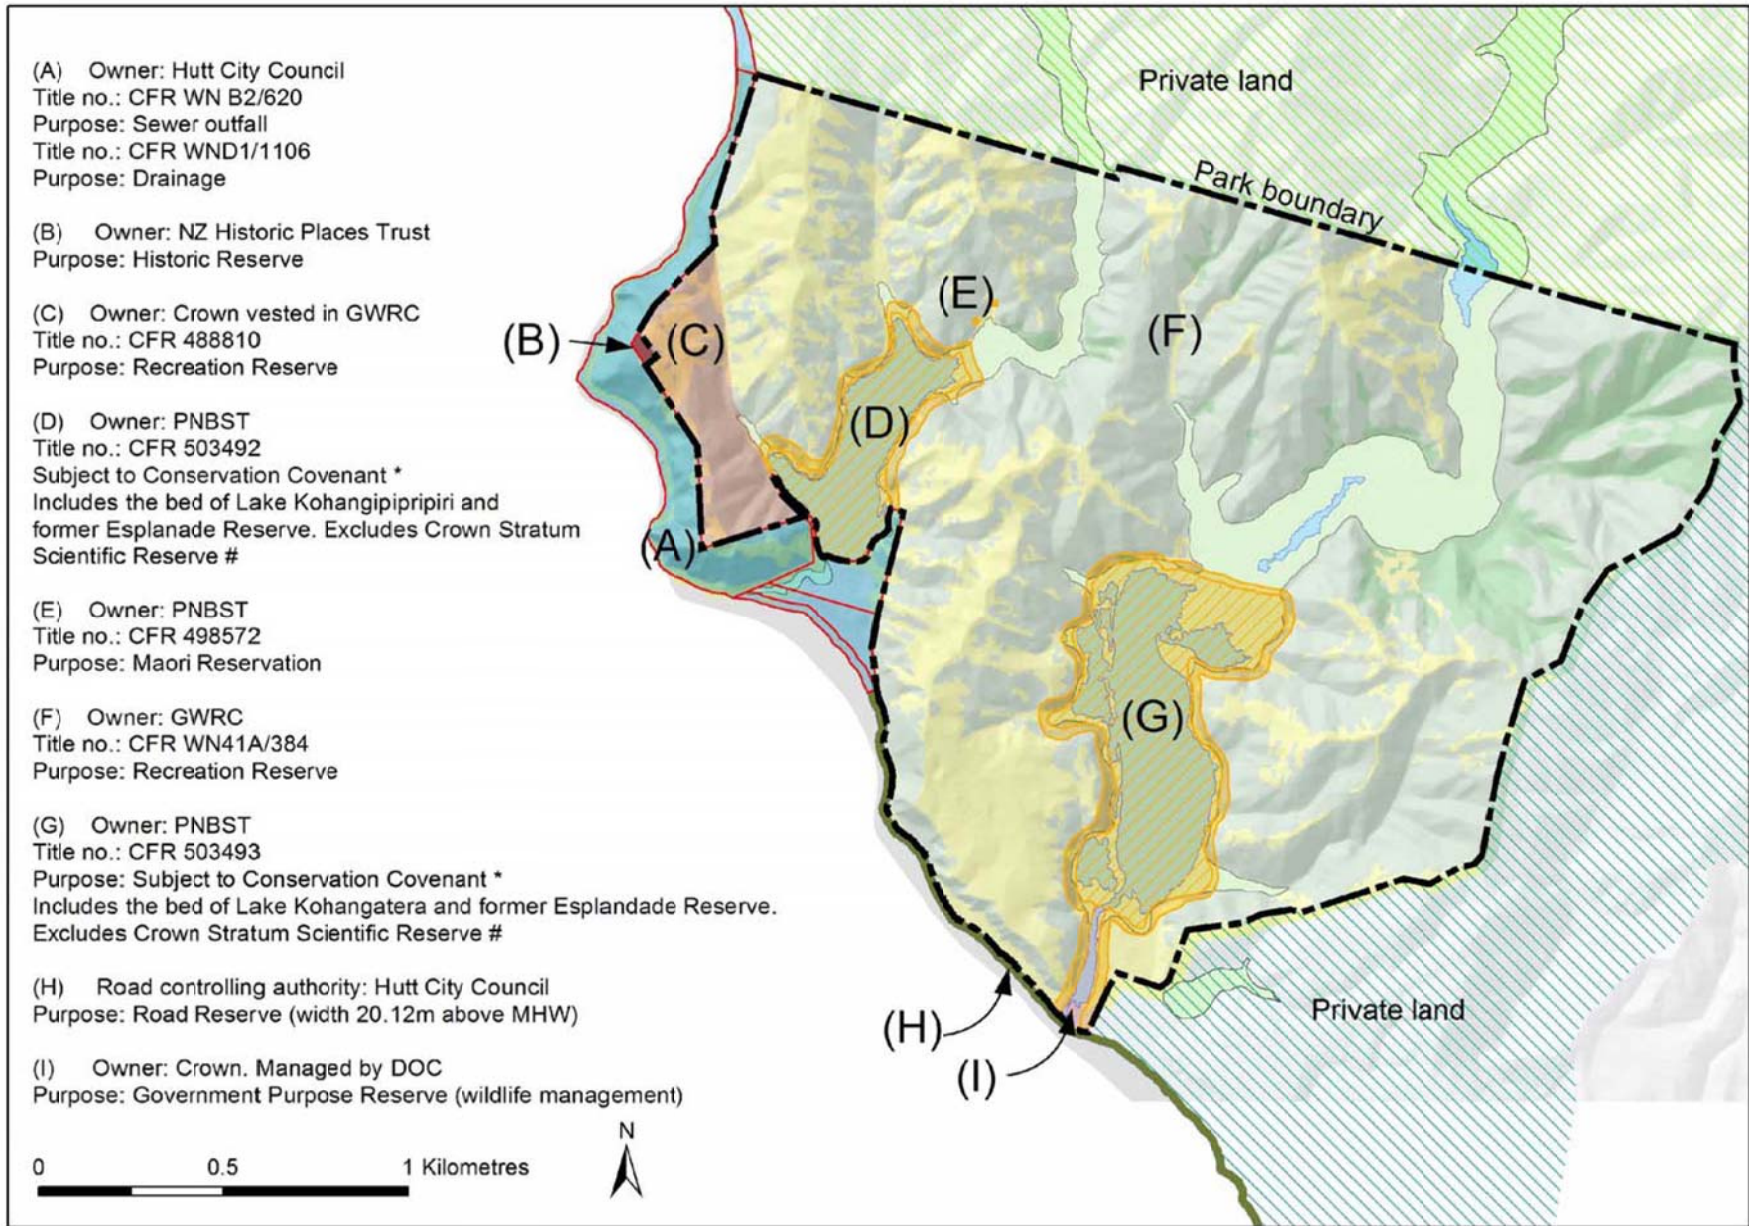 (A) Owner: Hutt City Council
Title no.: CFR WN B2/620
Purpose: Sewer outfall
Title no.: CFR WND1/1106
Purpose: Drainage
(B) Owner: NZ Historic Places Trust
Purpose: Historic Reserve
(C) Owner: Crown vested in GWRC
Title no.: CFR 488810
Purpose: Recreation Reserve
(D) Owner: PNBST
Title no.: CFR 503492
Subject to Conservation Covenant *
Includes the bed of Lake Kohangipipripiri and
former Esplanade Reserve. Excludes Crown Stratum
Scientific Reserve #
(E) Owner: PNBST
Title no.: CFR 498572
Purpose: Maori Reservation
(F) Owner: GWRC
Title no.: CFR WN41A/384
Purpose: Recreation Reserve
(G) Owner: PNBST
Title no.: CFR 503493
Purpose: Subject to Conservation Covenant *
Includes the bed of Lake Kohangatera and former Esplandade Reserve.
Excludes Crown Stratum Scientific Reserve #
(H) Road controlling authority: Hutt City Council
Purpose: Road Reserve (width 20.12m above MHW)
(I) Owner: Crown. Managed by DOC
Purpose: Government Purpose Reserve (wildlife management)
0 0.5 1 Kilometres
N
Private land
Park boundary
(E)
(F)
(B)
(C)
(D)
(A)
(G)
(H)
(I)
Private land